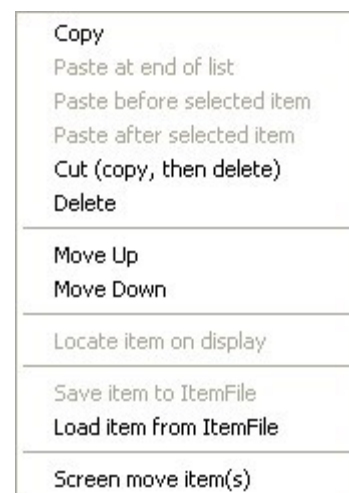 Copy
Paste at end of list
Paste before selected item
Paste after selected item
Cut (copy, then delete)
Delete
Move Up
Move Down
Locate item on display
Save item to ItemFile
Load item from ItemFile
Screen move item(s)